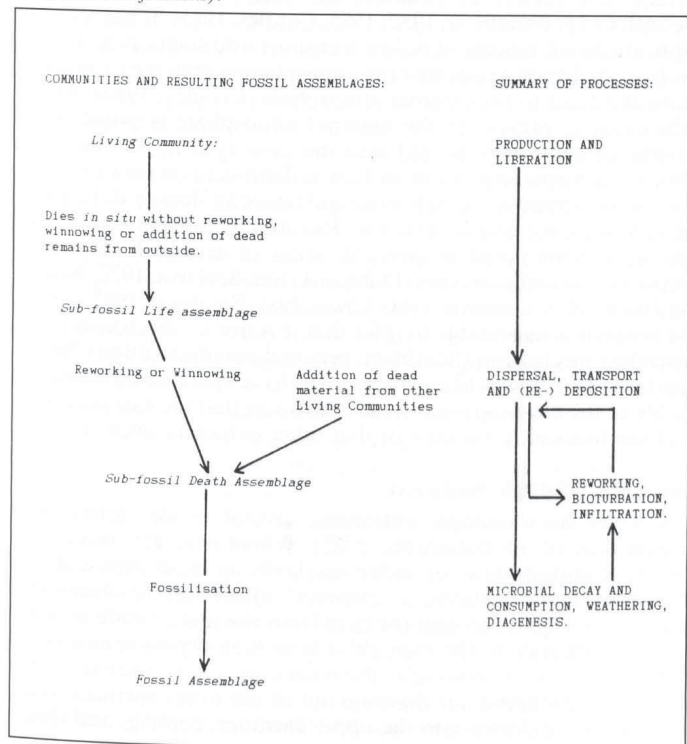 COMMUNITIES AND RESULTING FOSSIL ASSEMBLAGES:
Living Community:
Dies in situ without reworking,
winnowing or addition of dead
remains from outside.
Sub-fossil Life assemblage
Reworking or Winnowing
Addition of dead
material from other
Living Communities
Sub-fossil Death Assemblage
Fossilisation
Fossil Assemblage
SUMMARY OF PROCESSES:
PRODUCTION AND
LIBERATION
DISPERSAL, TRANSPORT
AND (RE-) DEPOSITION
REWORKING,
BIOTURBATION,
INFILTRATION.
MICROBIAL DECAY AND
CONSUMPTION, WEATHERING,
DIAGENESIS.